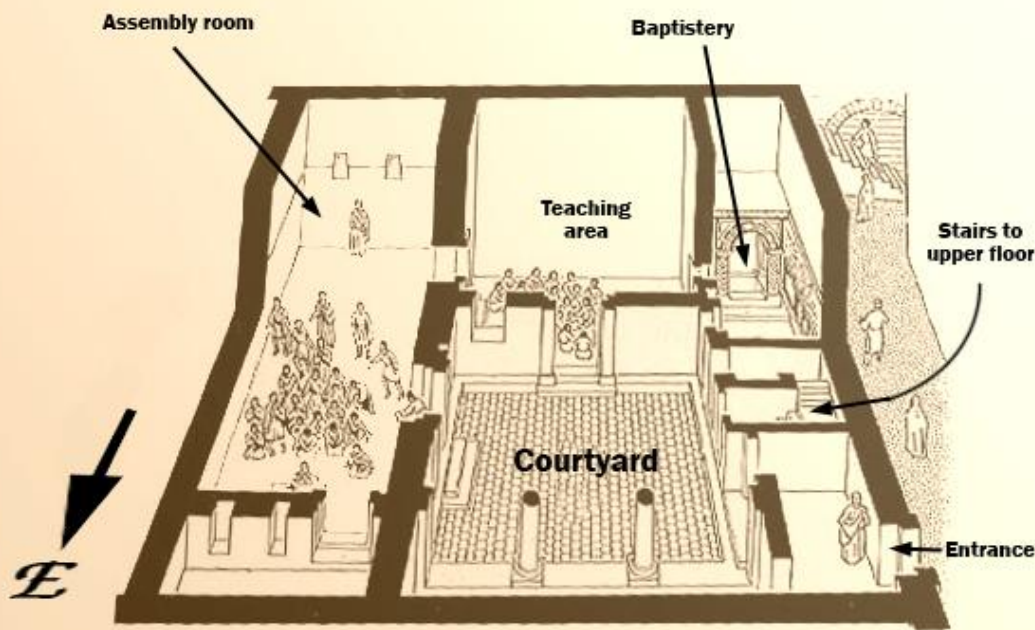 Assembly room
Baptistery
Teaching
area
Stairs to
upper floor
Courtyard
Entrance
E